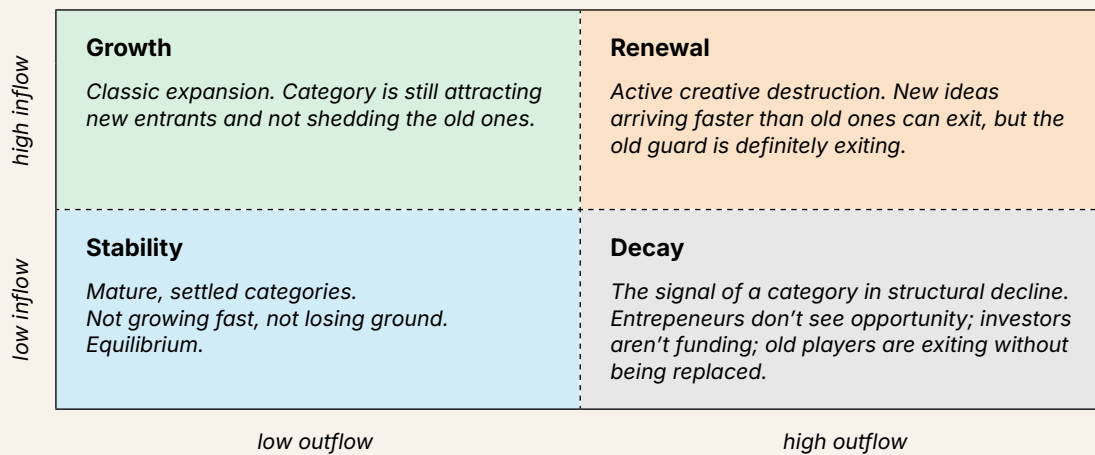 high inflow
Growth
Classic expansion. Category is still attracting
new entrants and not shedding the old ones.
Renewal
Active creative destruction. New ideas
arriving faster than old ones can exit, but the
old guard is definitely exiting.
low inflow
Stability
Mature, settled categories.
Not growing fast, not losing ground.
Equilibrium.
Decay
The signal of a category in structural decline.
Entrepeneurs don’t see opportunity; investors
aren’t funding; old players are exiting without
being replaced.
low outflow
high outflow